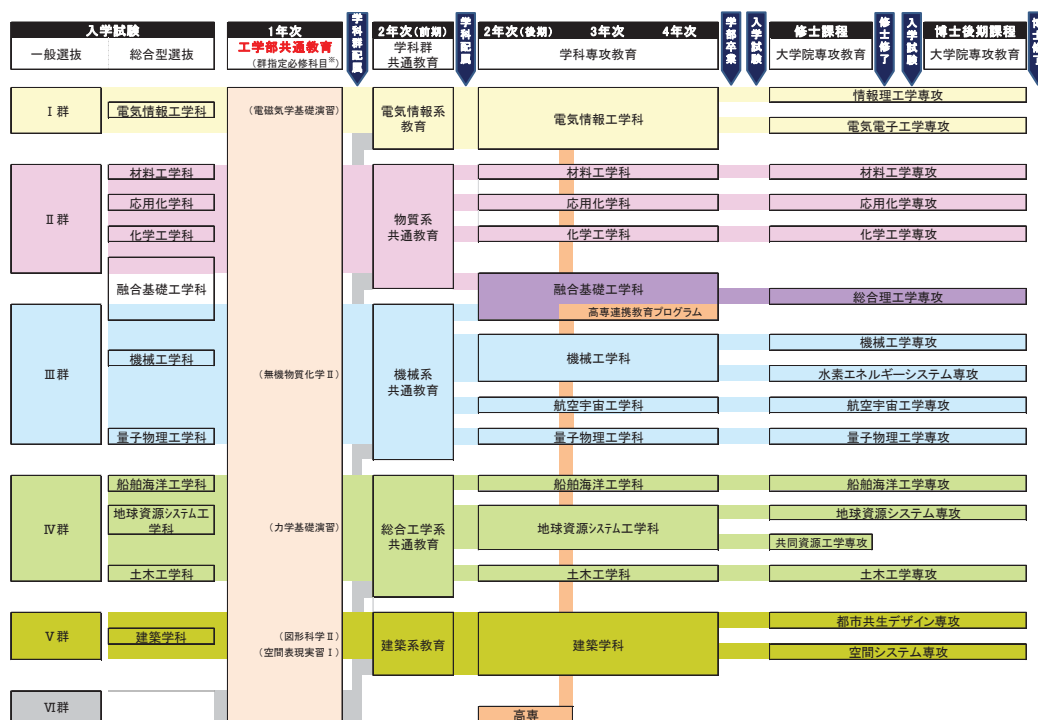 入学試験
一般選抜
総合型選抜
1年次
工学部共通教育
(群指定必修科目※)
学科群配属
2年次(前期)
学科群
共通教育
学科配属
2年次(後期) 3年次 4年次
学科専攻教育
学部卒業
入学試験
修士課程
大学院専攻教育
修士修了
入学試験
博士後期課程
大学院専攻教育
博士修了
Ⅰ群
電気情報工学科
(電磁気学基礎演習)
電気情報系
教育
電気情報工学科
情報理工学専攻
電気電子工学専攻
Ⅱ群
材料工学科
応用化学科
化学工学科
融合基礎工学科
物質系
共通教育
材料工学科
応用化学科
化学工学科
融合基礎工学科
高専連携教育プログラム
材料工学専攻
応用化学専攻
化学工学専攻
総合理工学専攻
Ⅲ群
機械工学科
量子物理工学科
(無機物質化学Ⅱ)
機械系
共通教育
機械工学科
航空宇宙工学科
量子物理工学科
機械工学専攻
水素エネルギーシステム専攻
航空宇宙工学専攻
量子物理工学専攻
Ⅳ群
船舶海洋工学科
地球資源システム工
学科
土木工学科
(力学基礎演習)
総合工学系
共通教育
船舶海洋工学科
地球資源システム工学科
土木工学科
船舶海洋工学専攻
地球資源システム専攻
共同資源工学専攻
土木工学専攻
Ⅴ群
建築学科
(図形科学Ⅱ)
(空間表現実習Ⅰ)
建築系教育
建築学科
都市共生デザイン専攻
空間システム専攻
Ⅵ群
高専